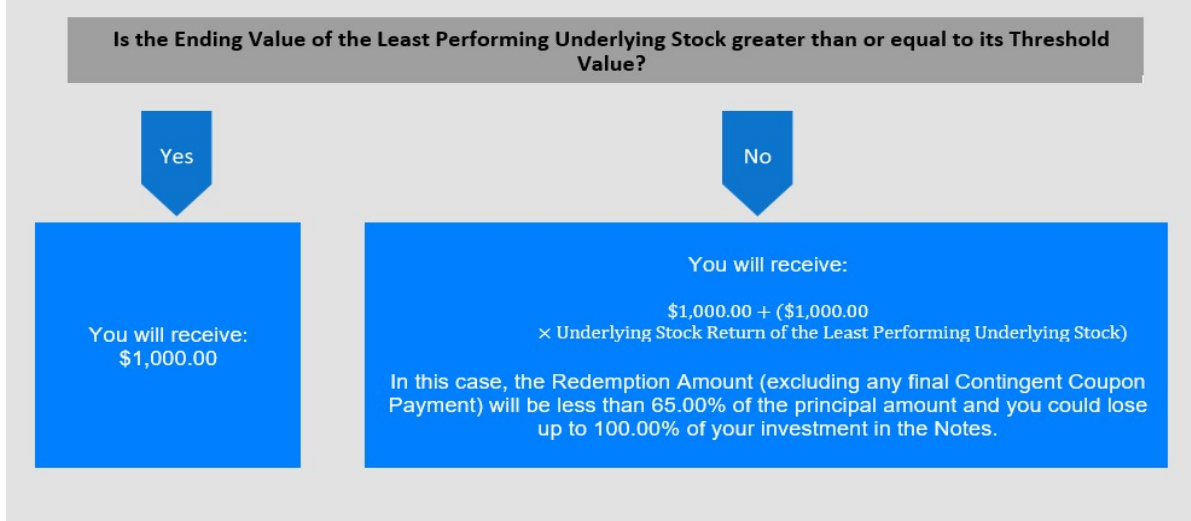 Is the Ending Value of the Least Performing Underlying Stock greater than or equal to its Threshold
Value?
Yes
No
You will receive:
$1,000.00
You will receive:
$1,000.00 + ($1,000.00
× Underlying Stock Return of the Least Performing Underlying Stock)
In this case, the Redemption Amount (excluding any final Contingent Coupon
Payment) will be less than 65.00% of the principal amount and you could lose
up to 100.00% of your investment in the Notes.